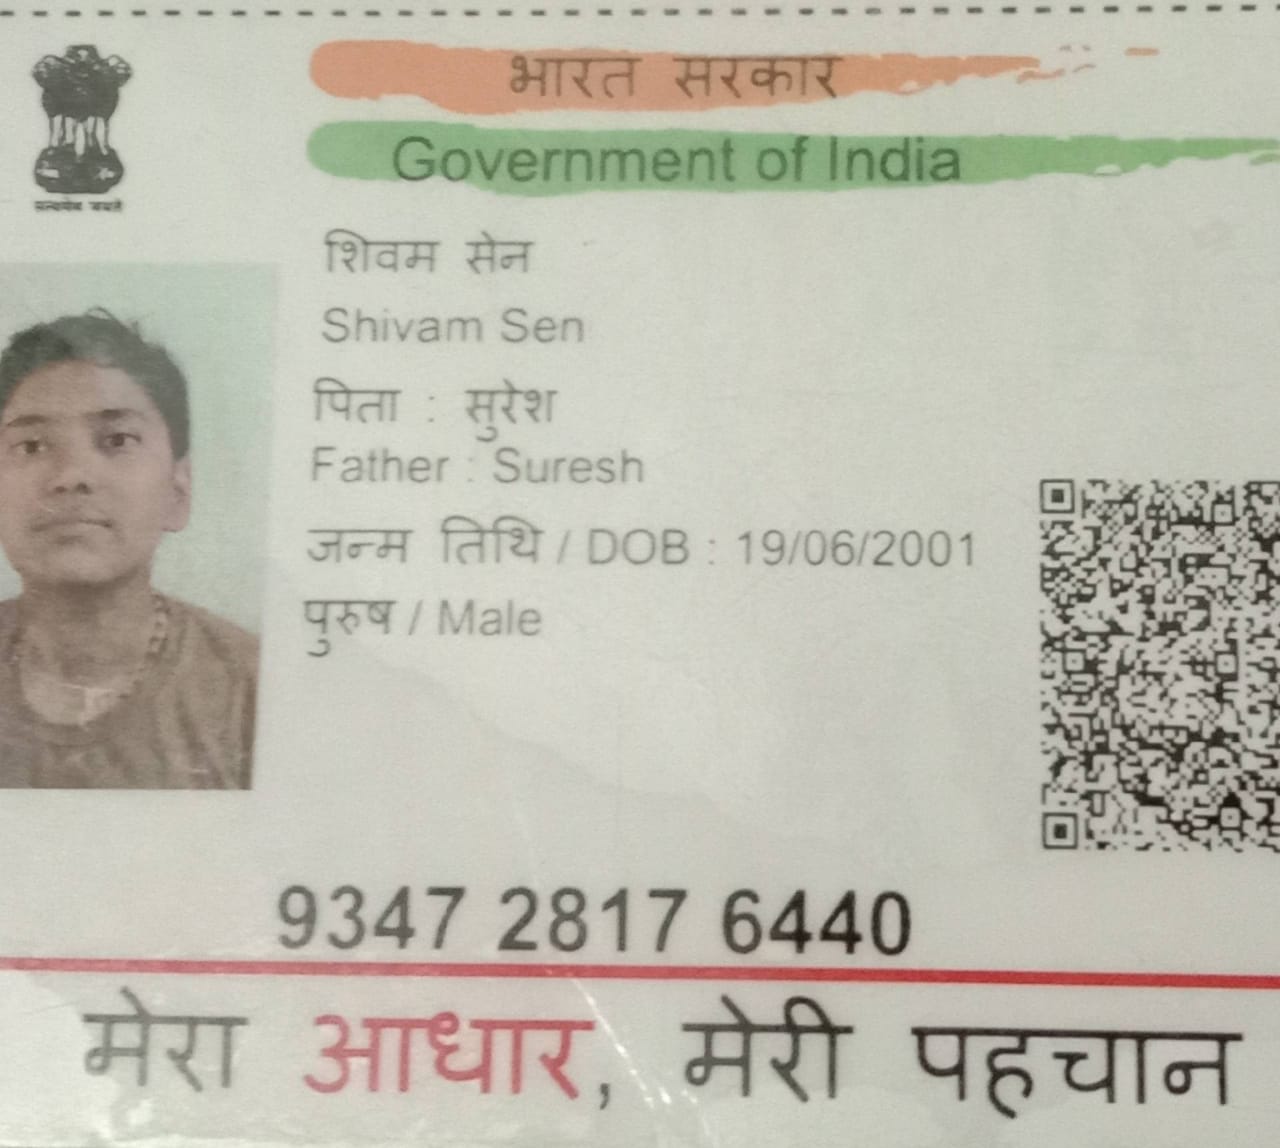 भारत सरकार
Government of India
सत्यमेव जयते
शिवम सेन
Shivam Sen
पिता : सुरेश
Father : Suresh
जन्म तिथि / DOB : 19/06/2001
पुरुष / Male
9347 2817 6440
मेरा आधार, मेरी पहचान